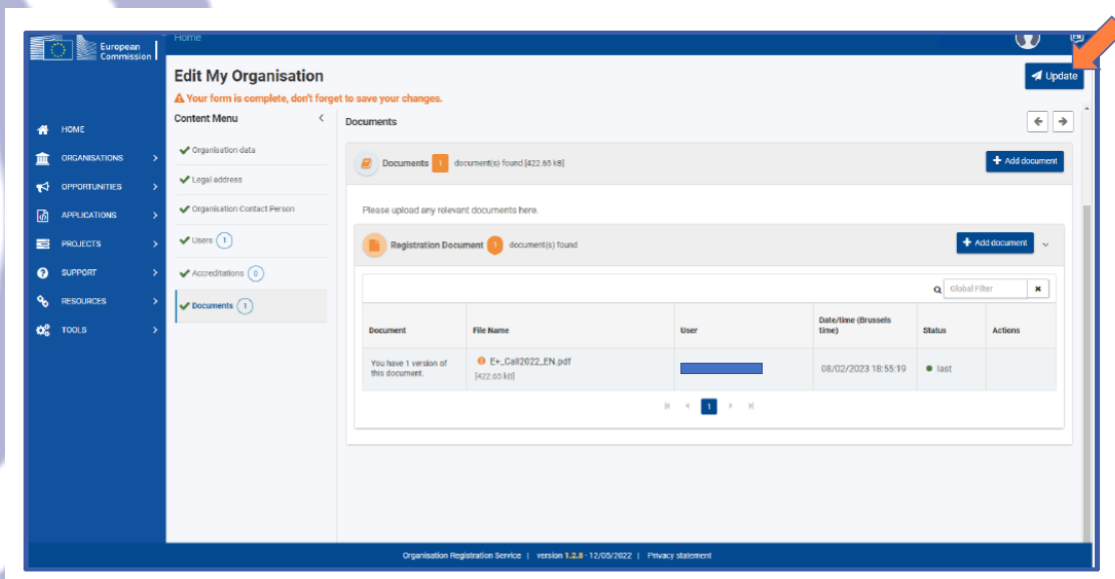 European
Commission
Home
EN
Edit My Organisation
Update
Your form is complete, don't forget to save your changes.
HOME
ORGANISATIONS
OPPORTUNITIES
APPLICATIONS
PROJECTS
SUPPORT
RESOURCES
TOOLS
Content Menu
Organisation data
Legal address
Organisation Contact Person
Users 1
Accreditations 0
Documents 1
Documents
Documents 1 document(s) found [422.65 kB]
Add document
Please upload any relevant documents here.
Registration Document 1 document(s) found
Add document
Global Filter
Document File Name User Date/time (Brussels time) Status Actions
You have 1 version of this document.
E+_Call2022_EN.pdf
[422.65 kB]
08/02/2023 18:55:19
last
1
Organisation Registration Service | version 1.2.8 - 12/05/2022 | Privacy statement